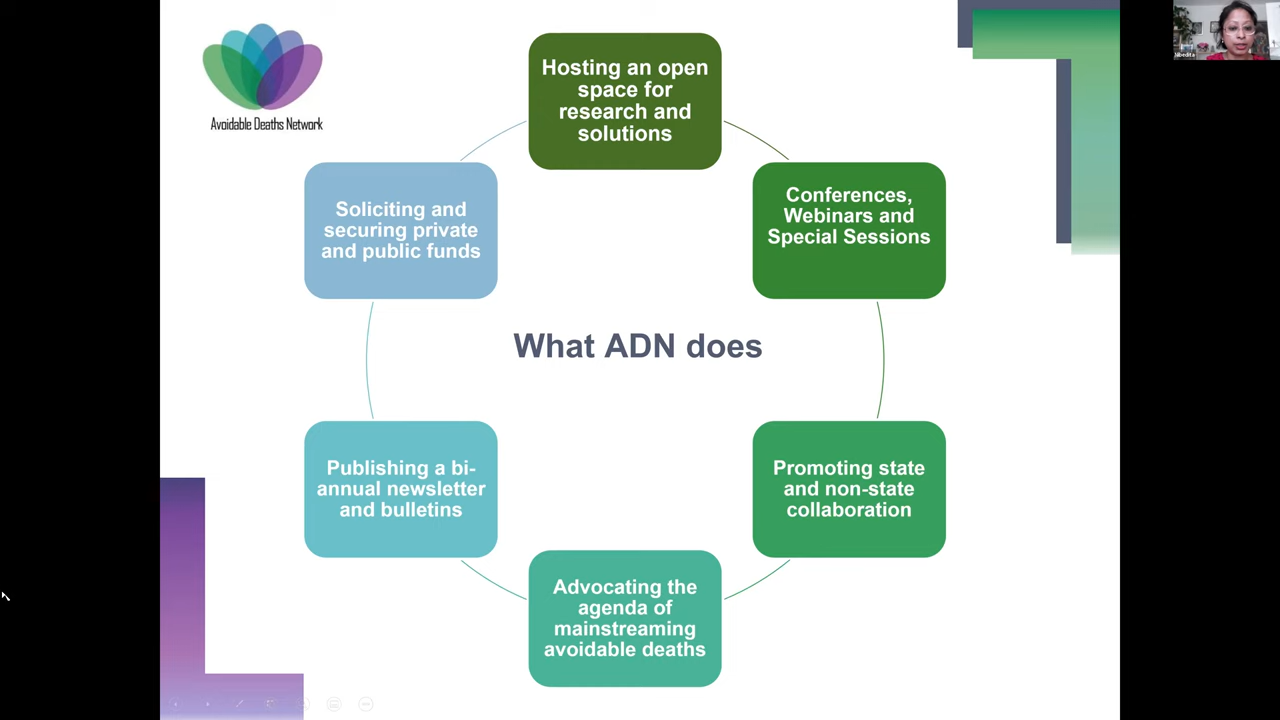 Avoidable Deaths Network
Hosting an open
space for
research and
solutions
Conferences,
Webinars and
Special Sessions
Promoting state
and non-state
collaboration
Advocating the
agenda of
mainstreaming
avoidable deaths
Publishing a bi-
annual newsletter
and bulletins
Soliciting and
securing private
and public funds
What ADN does
Nibedita